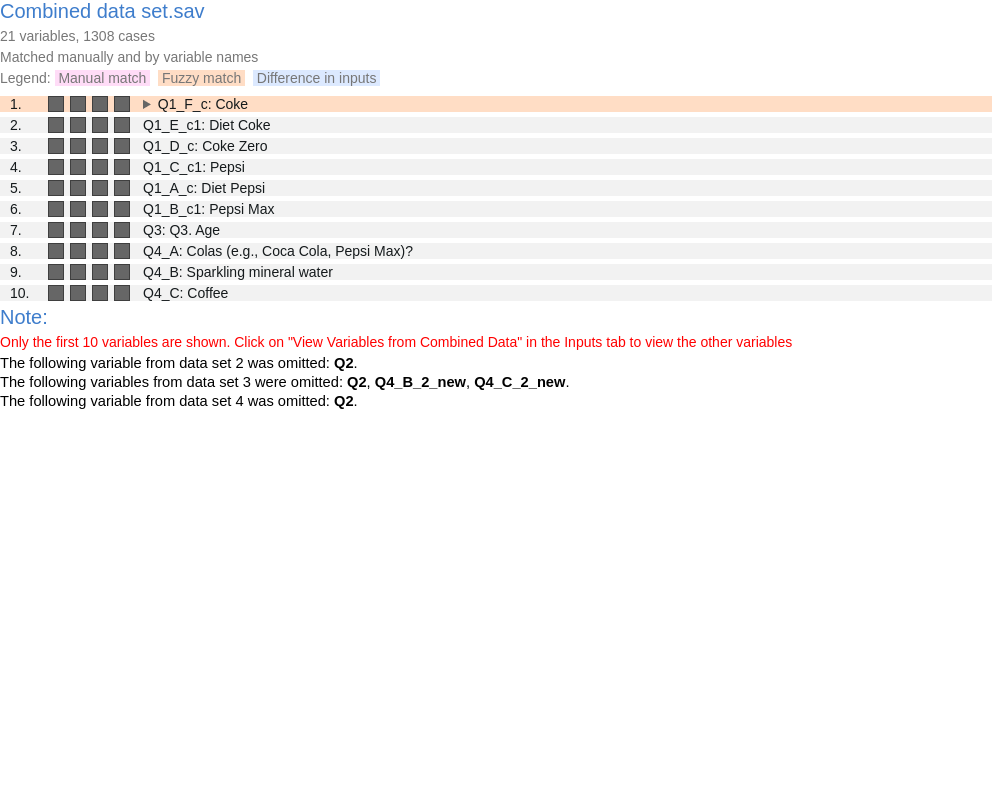 Combined data set.sav
21 variables, 1308 cases
Matched manually and by variable names
Legend: Manual match Fuzzy match Difference in inputs
1. Q1_F_c: Coke
2. Q1_E_c1: Diet Coke
3. Q1_D_c: Coke Zero
4. Q1_C_c1: Pepsi
5. Q1_A_c: Diet Pepsi
6. Q1_B_c1: Pepsi Max
7. Q3: Q3. Age
8. Q4_A: Colas (e.g., Coca Cola, Pepsi Max)?
9. Q4_B: Sparkling mineral water
10. Q4_C: Coffee
Note:
Only the first 10 variables are shown. Click on "View Variables from Combined Data" in the Inputs tab to view the other variables
The following variable from data set 2 was omitted: Q2.
The following variables from data set 3 were omitted: Q2, Q4_B_2_new, Q4_C_2_new.
The following variable from data set 4 was omitted: Q2.